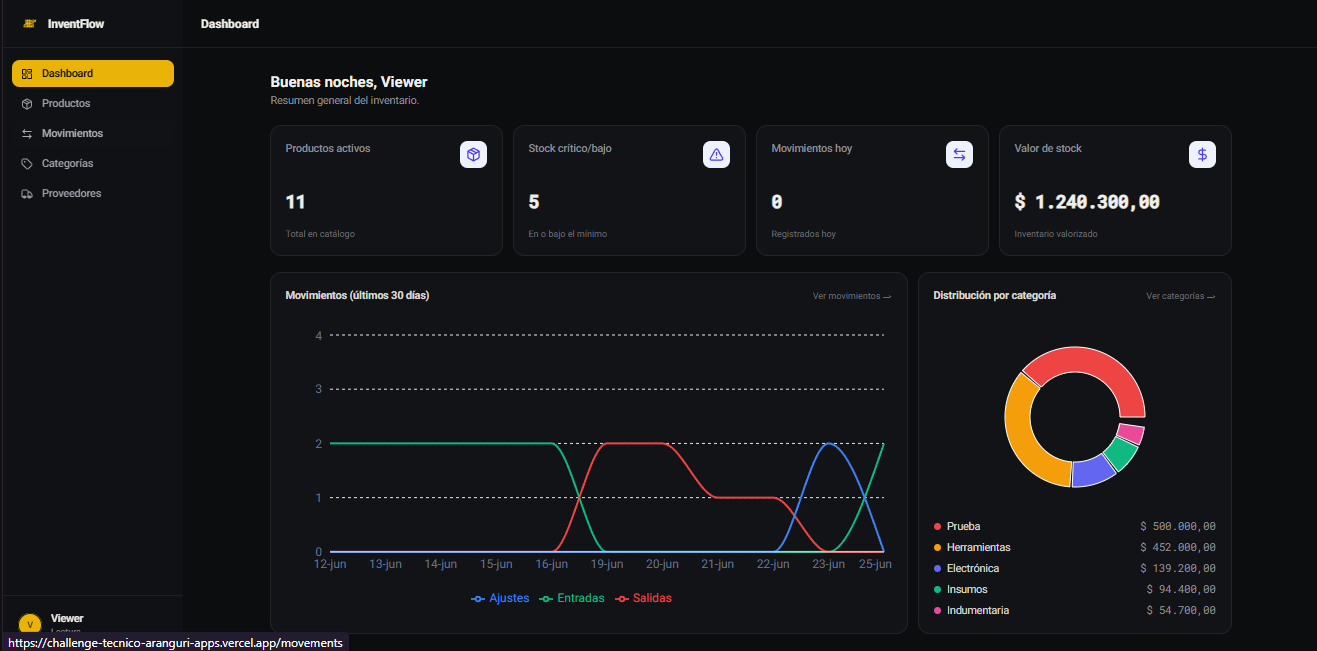 InventFlow
Dashboard
Dashboard
Productos
Movimientos
Categorías
Proveedores
Buenas noches, Viewer
Resumen general del inventario.
Productos activos
11
Total en catálogo
Stock crítico/bajo
5
En o bajo el mínimo
Movimientos hoy
0
Registrados hoy
Valor de stock
$ 1.240.300,00
Inventario valorizado
Movimientos (últimos 30 días)
Ver movimientos →
4
3
2
1
0
12-jun 13-jun 14-jun 15-jun 16-jun 19-jun 20-jun 21-jun 22-jun 23-jun 25-jun
Ajustes Entradas Salidas
Distribución por categoría
Ver categorías →
Prueba $ 500.000,00
Herramientas $ 452.000,00
Electrónica $ 139.200,00
Insumos $ 94.400,00
Indumentaria $ 54.700,00
V
Viewer
https://challenge-tecnico-aranguri-apps.vercel.app/movements